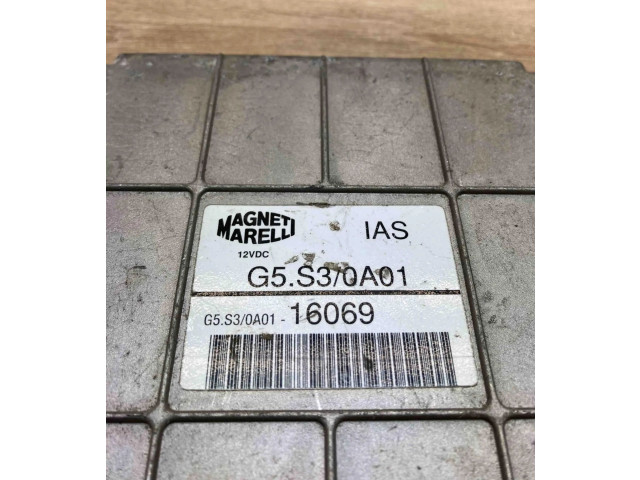 MAGNETI IAS
MARELLI
12VDC
G5.S3/0A01
G5.S3/0A01 - 16069